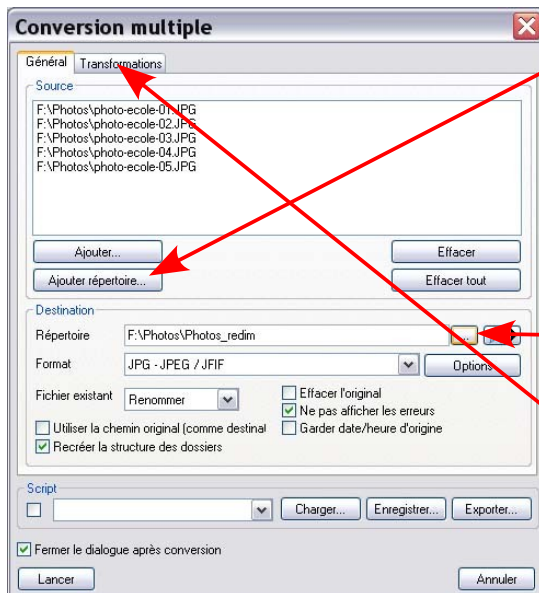 Conversion multiple
Général Transformations
Source
F:\Photos\photo-ecole-01.JPG
F:\Photos\photo-ecole-02.JPG
F:\Photos\photo-ecole-03.JPG
F:\Photos\photo-ecole-04.JPG
F:\Photos\photo-ecole-05.JPG
Ajouter... Effacer
Ajouter répertoire... Effacer tout
Destination
Répertoire F:\Photos\Photos_redim ...
Format JPG - JPEG / JFIF Options
Fichier existant Renommer Effacer l'original
Ne pas afficher les erreurs
Utiliser la chemin original (comme destinal Garder date/heure d'origine
Recréer la structure des dossiers
Script
Charger... Enregistrer... Exporter...
Fermer le dialogue après conversion
Lancer Annuler